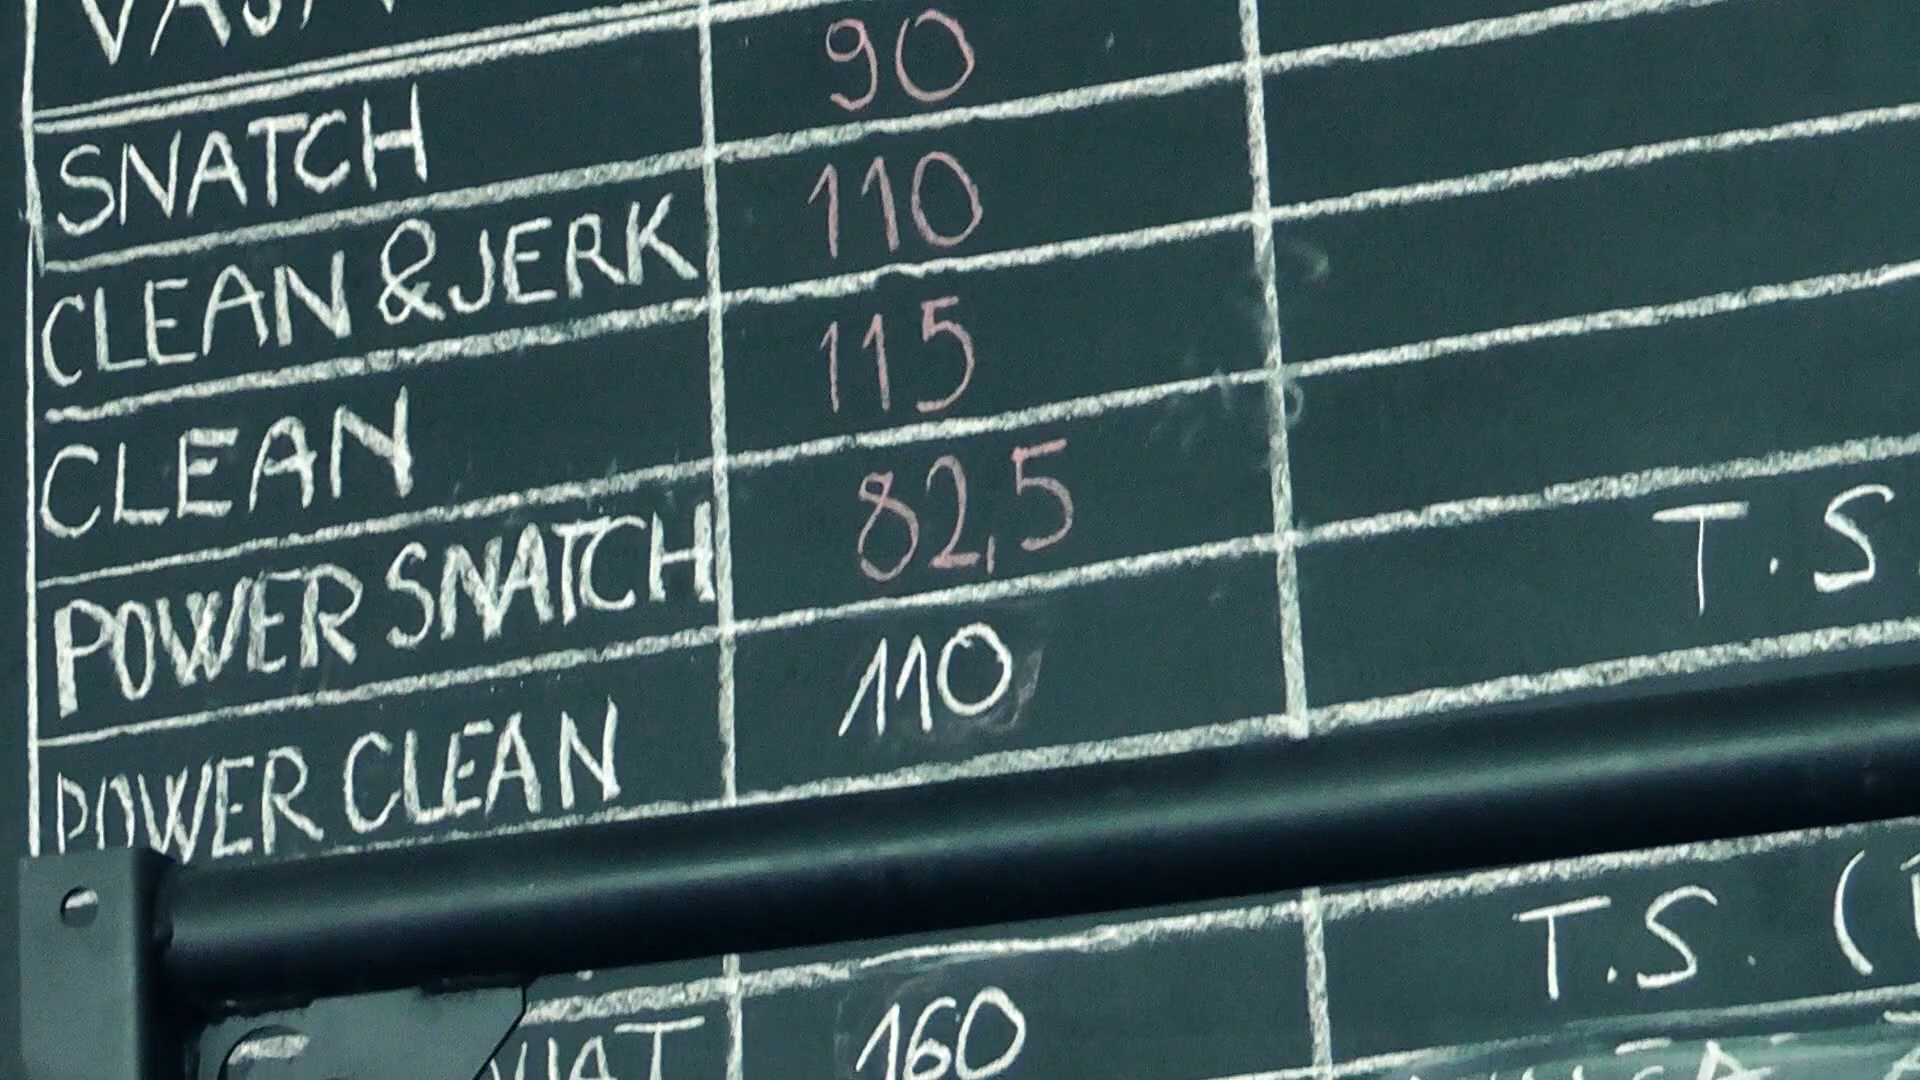 SNATCH 90
CLEAN & JERK 110
CLEAN 115
POWER SNATCH 82,5
POWER CLEAN 110 T.S.
160 T.S. (